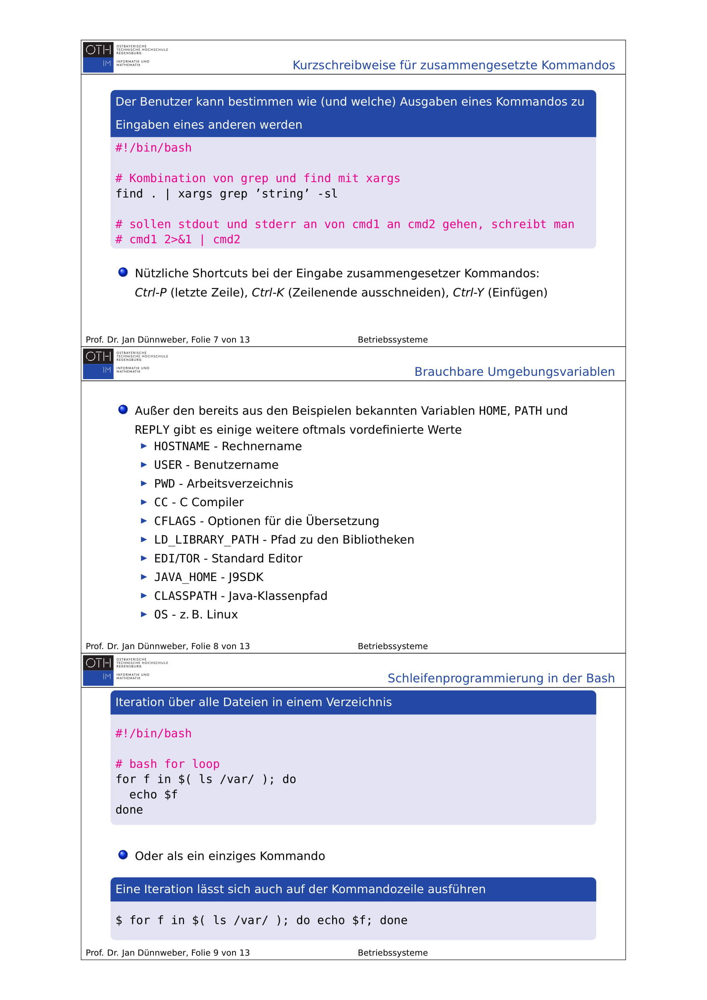 OTH
OSTBAYERISCHE
TECHNISCHE HOCHSCHULE
REGENSBURG
IM
INFORMATIK UND
MATHEMATIK
Kurzschreibweise für zusammengesetzte Kommandos
Der Benutzer kann bestimmen wie (und welche) Ausgaben eines Kommandos zu
Eingaben eines anderen werden
#!/bin/bash
# Kombination von grep und find mit xargs
find . | xargs grep ’string’ -sl
# sollen stdout und stderr an von cmd1 an cmd2 gehen, schreibt man
# cmd1 2>&1 | cmd2
Nützliche Shortcuts bei der Eingabe zusammengesetzer Kommandos:
Ctrl-P (letzte Zeile), Ctrl-K (Zeilenende ausschneiden), Ctrl-Y (Einfügen)
Prof. Dr. Jan Dünnweber, Folie 7 von 13 Betriebssysteme
OTH
OSTBAYERISCHE
TECHNISCHE HOCHSCHULE
REGENSBURG
IM
INFORMATIK UND
MATHEMATIK
Brauchbare Umgebungsvariablen
Außer den bereits aus den Beispielen bekannten Variablen HOME, PATH und
REPLY gibt es einige weitere oftmals vordefinierte Werte
► HOSTNAME - Rechnername
► USER - Benutzername
► PWD - Arbeitsverzeichnis
► CC - C Compiler
► CFLAGS - Optionen für die Übersetzung
► LD_LIBRARY_PATH - Pfad zu den Bibliotheken
► EDI/TOR - Standard Editor
► JAVA_HOME - J9SDK
► CLASSPATH - Java-Klassenpfad
► OS - z. B. Linux
Prof. Dr. Jan Dünnweber, Folie 8 von 13 Betriebssysteme
OTH
OSTBAYERISCHE
TECHNISCHE HOCHSCHULE
REGENSBURG
IM
INFORMATIK UND
MATHEMATIK
Schleifenprogrammierung in der Bash
Iteration über alle Dateien in einem Verzeichnis
#!/bin/bash
# bash for loop
for f in $( ls /var/ ); do
  echo $f
done
Oder als ein einziges Kommando
Eine Iteration lässt sich auch auf der Kommandozeile ausführen
$ for f in $( ls /var/ ); do echo $f; done
Prof. Dr. Jan Dünnweber, Folie 9 von 13 Betriebssysteme